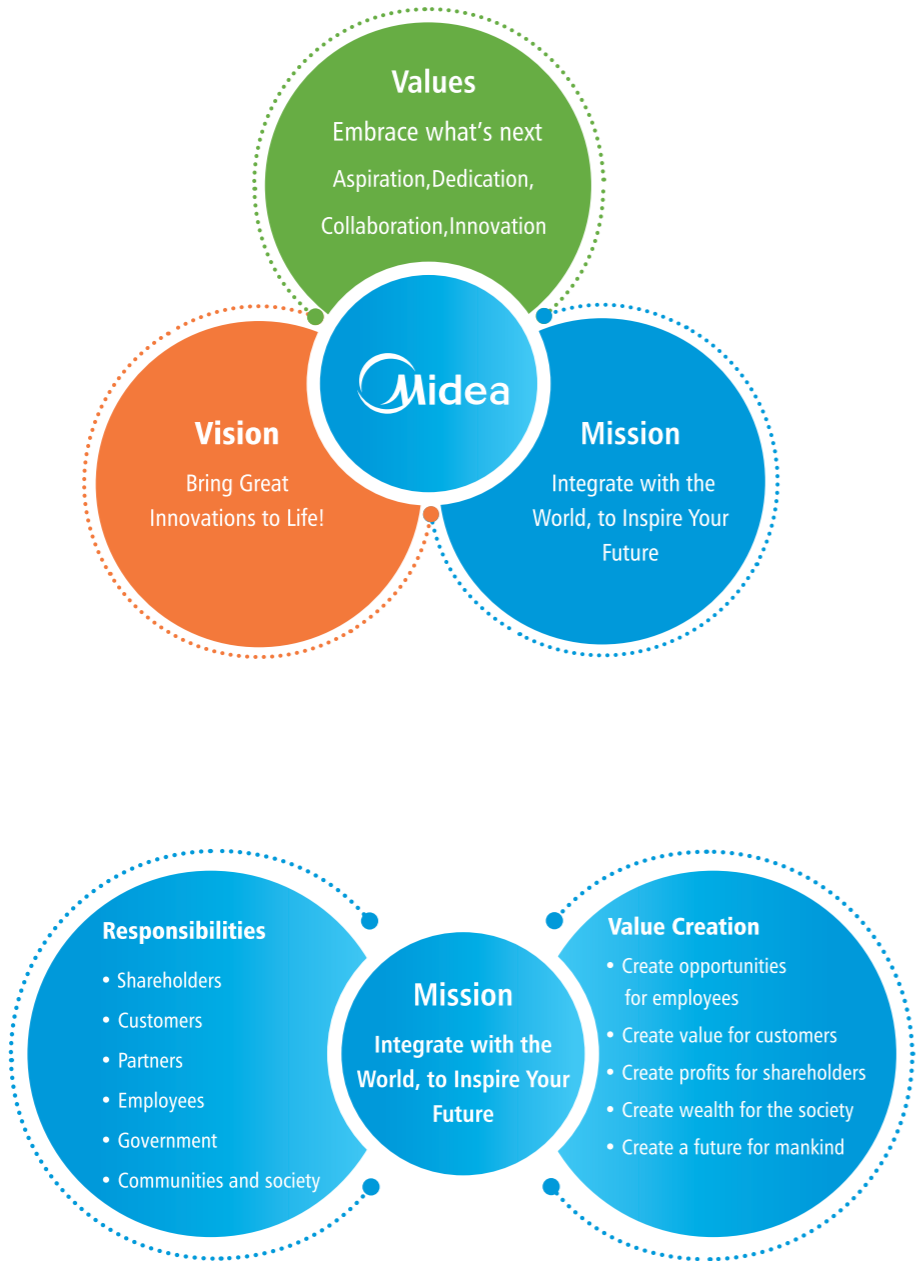 Values
Embrace what's next
Aspiration,Dedication,
Collaboration,Innovation
Midea
Vision
Bring Great
Innovations to Life!
Mission
Integrate with the
World, to Inspire Your
Future
Responsibilities
• Shareholders
• Customers
• Partners
• Employees
• Government
• Communities and society
Mission
Integrate with the
World, to Inspire Your
Future
Value Creation
• Create opportunities
for employees
• Create value for customers
• Create profits for shareholders
• Create wealth for the society
• Create a future for mankind